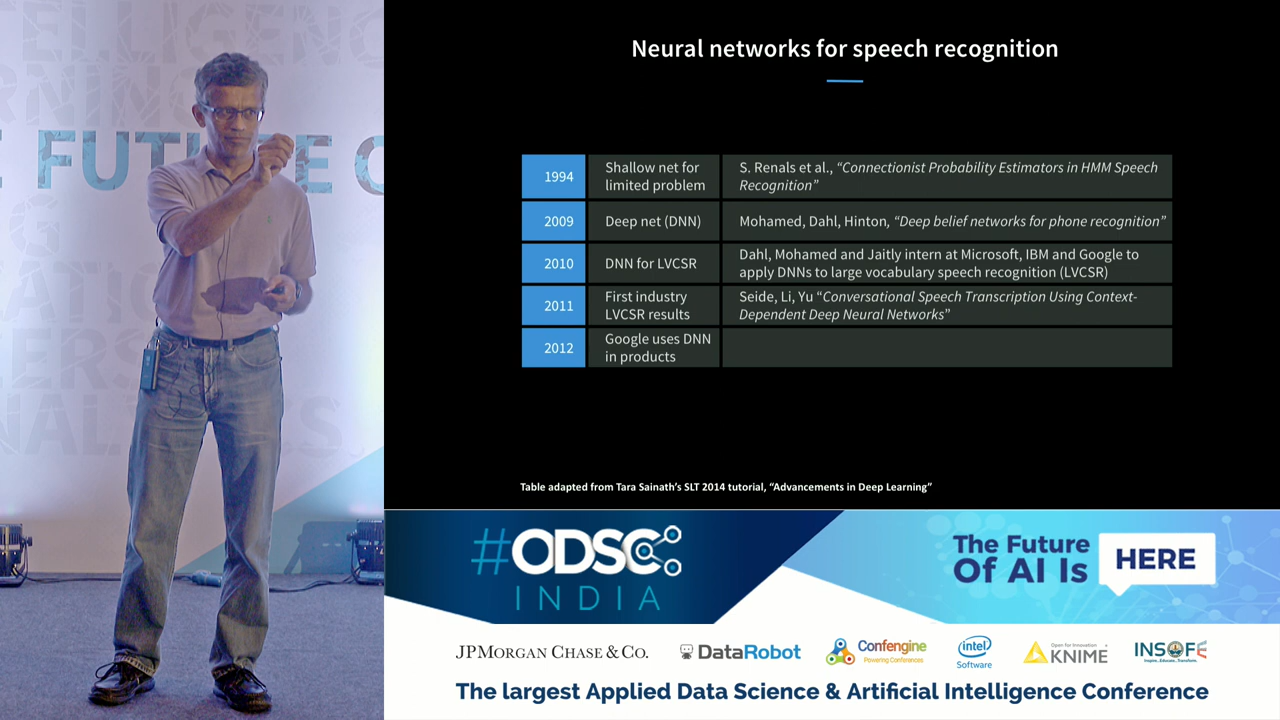 FUTURE O
Neural networks for speech recognition
1994
Shallow net for
limited problem
S. Renals et al., “Connectionist Probability Estimators in HMM Speech
Recognition”
2009
Deep net (DNN)
Mohamed, Dahl, Hinton, “Deep belief networks for phone recognition”
2010
DNN for LVCSR
Dahl, Mohamed and Jaitly intern at Microsoft, IBM and Google to
apply DNNs to large vocabulary speech recognition (LVCSR)
2011
First industry
LVCSR results
Seide, Li, Yu “Conversational Speech Transcription Using Context-
Dependent Deep Neural Networks”
2012
Google uses DNN
in products
Table adapted from Tara Sainath’s SLT 2014 tutorial, “Advancements in Deep Learning”
#ODSC
INDIA
The Future
Of AI Is
HERE
JPMORGAN CHASE & CO.
DataRobot
Confengine
Powering Conferences
intel
Software
Open for Innovation
KNIME
INSOFE
Inspire...Educate...Transform.
The largest Applied Data Science & Artificial Intelligence Conference